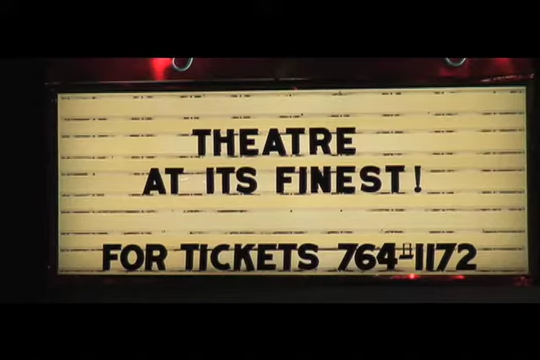 THEATRE
AT ITS FINEST!
FOR TICKETS 764-1172